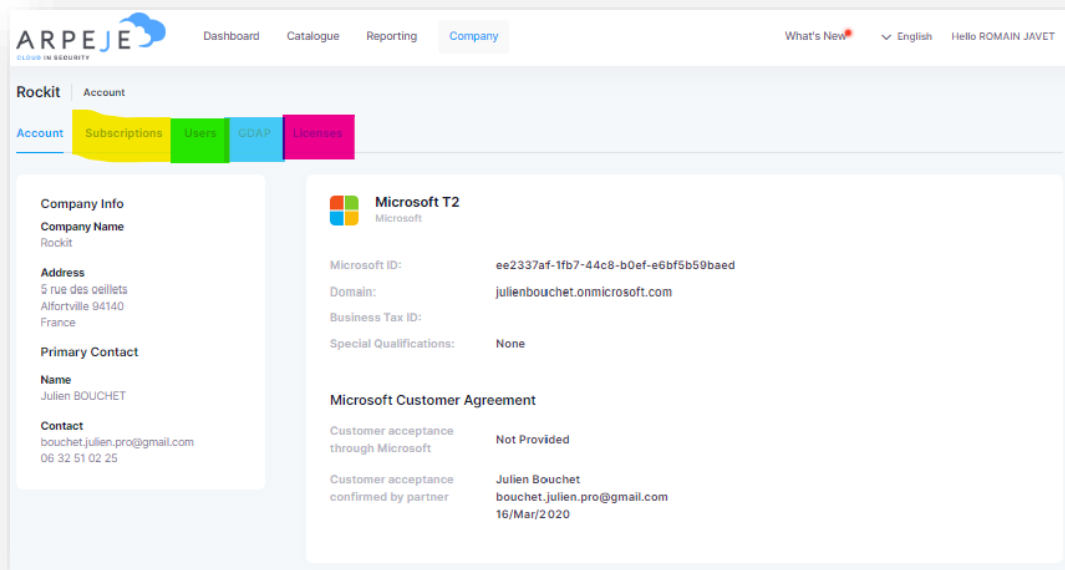 ARPEJE
CLOUD IN SECURITY
Dashboard Catalogue Reporting Company What's New English Hello ROMAIN JAVET
Rockit Account
Account Subscriptions Users GDAP Licenses
Company Info
Company Name
Rockit
Address
5 rue des oeillets
Alfortville 94140
France
Primary Contact
Name
Julien BOUCHET
Contact
bouchet.julien.pro@gmail.com
06 32 51 02 25
Microsoft T2
Microsoft
Microsoft ID: ee2337af-1fb7-44c8-b0ef-e6bf5b59baed
Domain: julienbouchet.onmicrosoft.com
Business Tax ID:
Special Qualifications: None
Microsoft Customer Agreement
Customer acceptance
through Microsoft Not Provided
Customer acceptance Julien Bouchet
confirmed by partner bouchet.julien.pro@gmail.com
16/Mar/2020